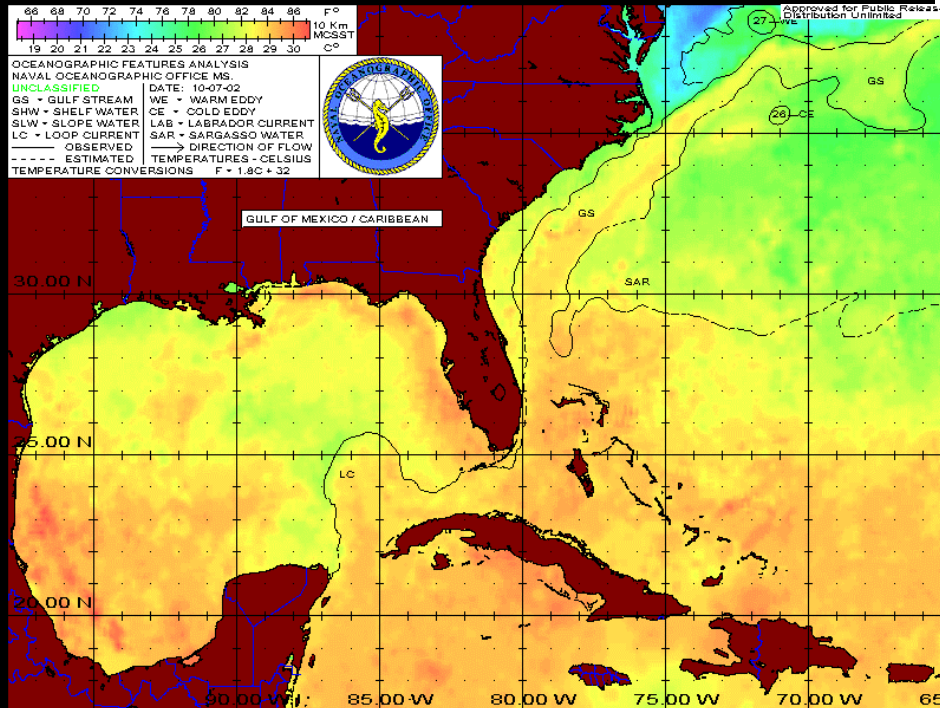 66 68 70 72 74 76 78 80 82 84 86 F°
10 Km
MCSST
19 20 21 22 23 24 25 26 27 28 29 30 C°
Approved for Public Release
Distribution Unlimited
OCEANOGRAPHIC FEATURES ANALYSIS
NAVAL OCEANOGRAPHIC OFFICE MS.
UNCLASSIFIED DATE: 10-07-02
GS - GULF STREAM WE - WARM EDDY
SHW - SHELF WATER CE - COLD EDDY
SLW - SLOPE WATER LAB - LABRADOR CURRENT
LC - LOOP CURRENT SAR - SARGASSO WATER
OBSERVED DIRECTION OF FLOW
ESTIMATED TEMPERATURES - CELSIUS
TEMPERATURE CONVERSIONS F = 1.8C + 32
NAVAL OCEANOGRAPHIC OFFICE
27 WE
GS
26 CE
GULF OF MEXICO / CARIBBEAN
GS
30.00 N
SAR
25.00 N
LC
20.00 N
90.00 W 85.00 W 80.00 W 75.00 W 70.00 W 65